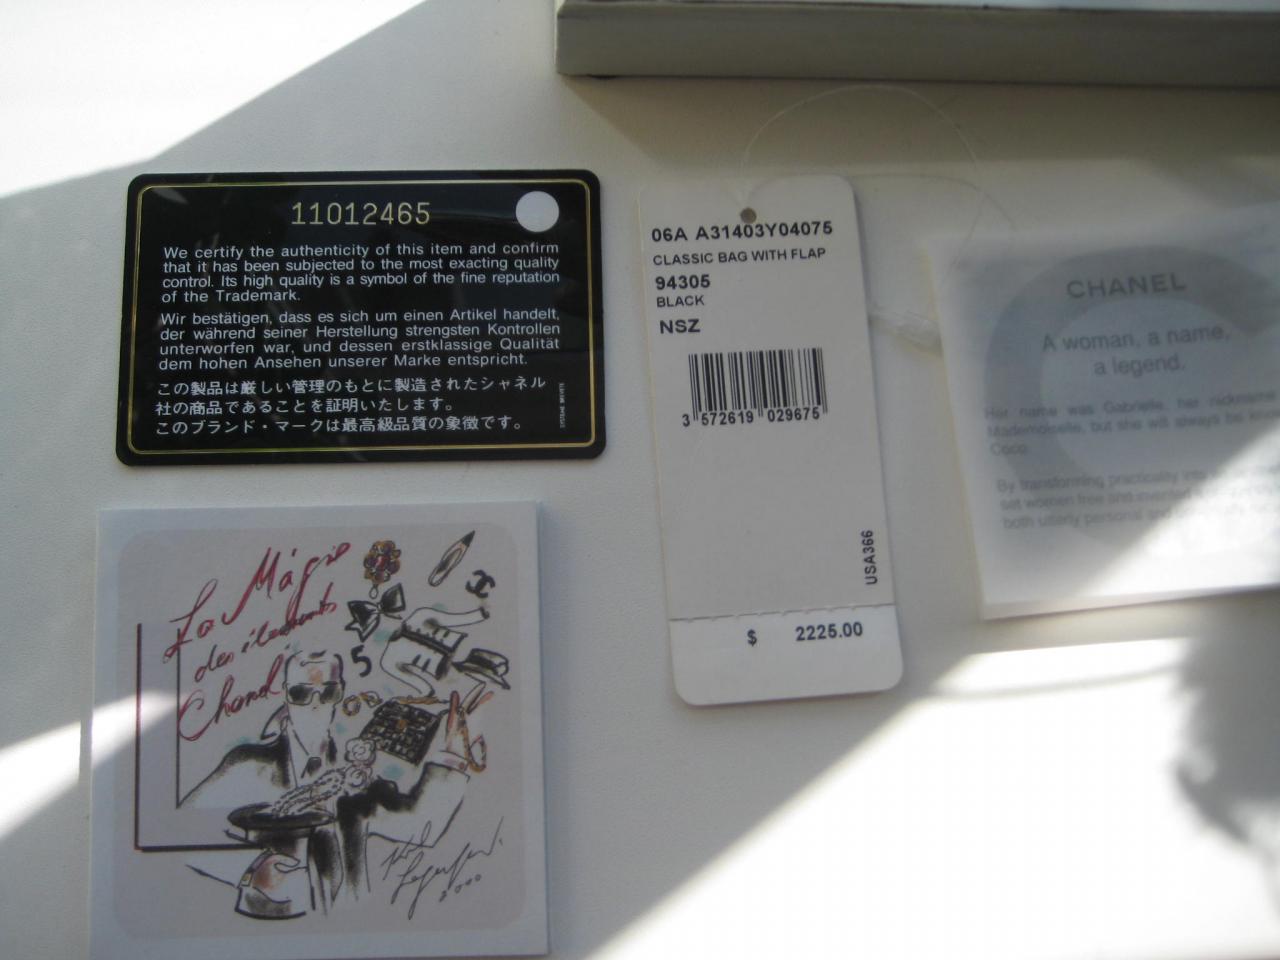 11012465
We certify the authenticity of this item and confirm
that it has been subjected to the most exacting quality
control. Its high quality is a symbol of the fine reputation
of the Trademark.
Wir bestätigen, dass es sich um einen Artikel handelt,
der während seiner Herstellung strengsten Kontrollen
unterworfen war, und dessen erstklassige Qualität
dem hohen Ansehen unserer Marke entspricht.
この製品は厳しい管理のもとに製造されたシャネル
社の商品であることを証明いたします。
このブランド・マークは最高級品質の象徴です。
SYSTEME BREVETE
06A A31403Y04075
CLASSIC BAG WITH FLAP
94305
BLACK
NSZ
3 572619 029675
USA366
$ 2225.00
CHANEL
A woman, a name,
a legend.
Her name was Gabrielle, her nickname
Mademoiselle, but she will always be
Coco.
By transforming practicality into
set women free and invented
both utterly personal and
La Magie
des éléments
Chanel
5
Karl
Lagerfeld
2000